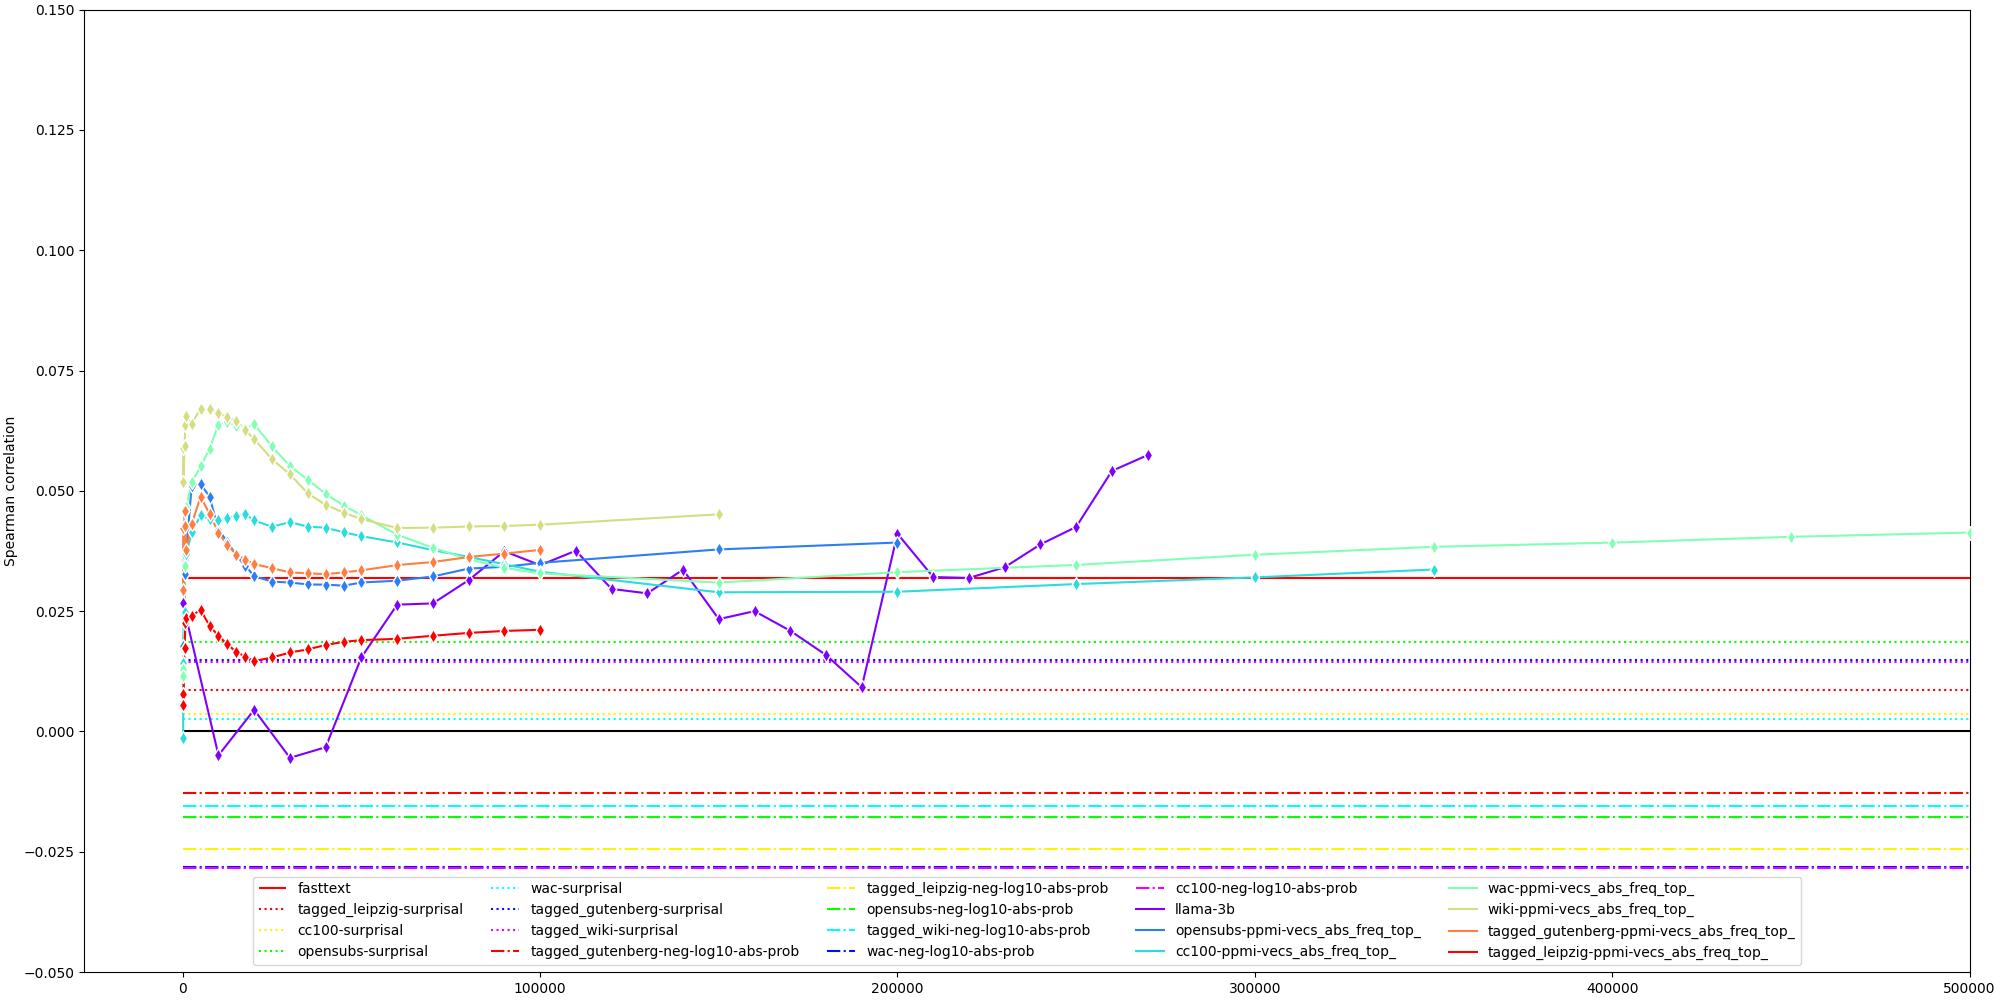 0.150
0.125
0.100
0.075
0.050
0.025
0.000
−0.025
−0.050
Spearman correlation
0
100000
200000
300000
400000
500000
fasttext
tagged_leipzig-surprisal
cc100-surprisal
opensubs-surprisal
wac-surprisal
tagged_gutenberg-surprisal
tagged_wiki-surprisal
tagged_gutenberg-neg-log10-abs-prob
tagged_leipzig-neg-log10-abs-prob
opensubs-neg-log10-abs-prob
tagged_wiki-neg-log10-abs-prob
wac-neg-log10-abs-prob
cc100-neg-log10-abs-prob
llama-3b
opensubs-ppmi-vecs_abs_freq_top_
cc100-ppmi-vecs_abs_freq_top_
wac-ppmi-vecs_abs_freq_top_
wiki-ppmi-vecs_abs_freq_top_
tagged_gutenberg-ppmi-vecs_abs_freq_top_
tagged_leipzig-ppmi-vecs_abs_freq_top_